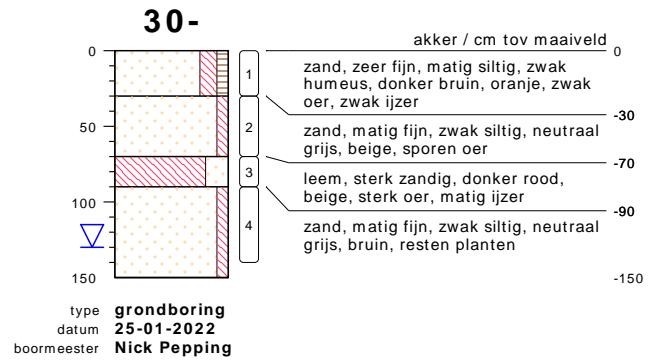 30-
akker / cm tov maaiveld
0
0
zand, zeer fijn, matig siltig, zwak
humeus, donker bruin, oranje, zwak
oer, zwak ijzer
1
-30
50
2
zand, matig fijn, zwak siltig, neutraal
grijs, beige, sporen oer
-70
3
leem, sterk zandig, donker rood,
beige, sterk oer, matig ijzer
100
-90
4
zand, matig fijn, zwak siltig, neutraal
grijs, bruin, resten planten
150
-150
type grondboring
datum 25-01-2022
boormeester Nick Pepping